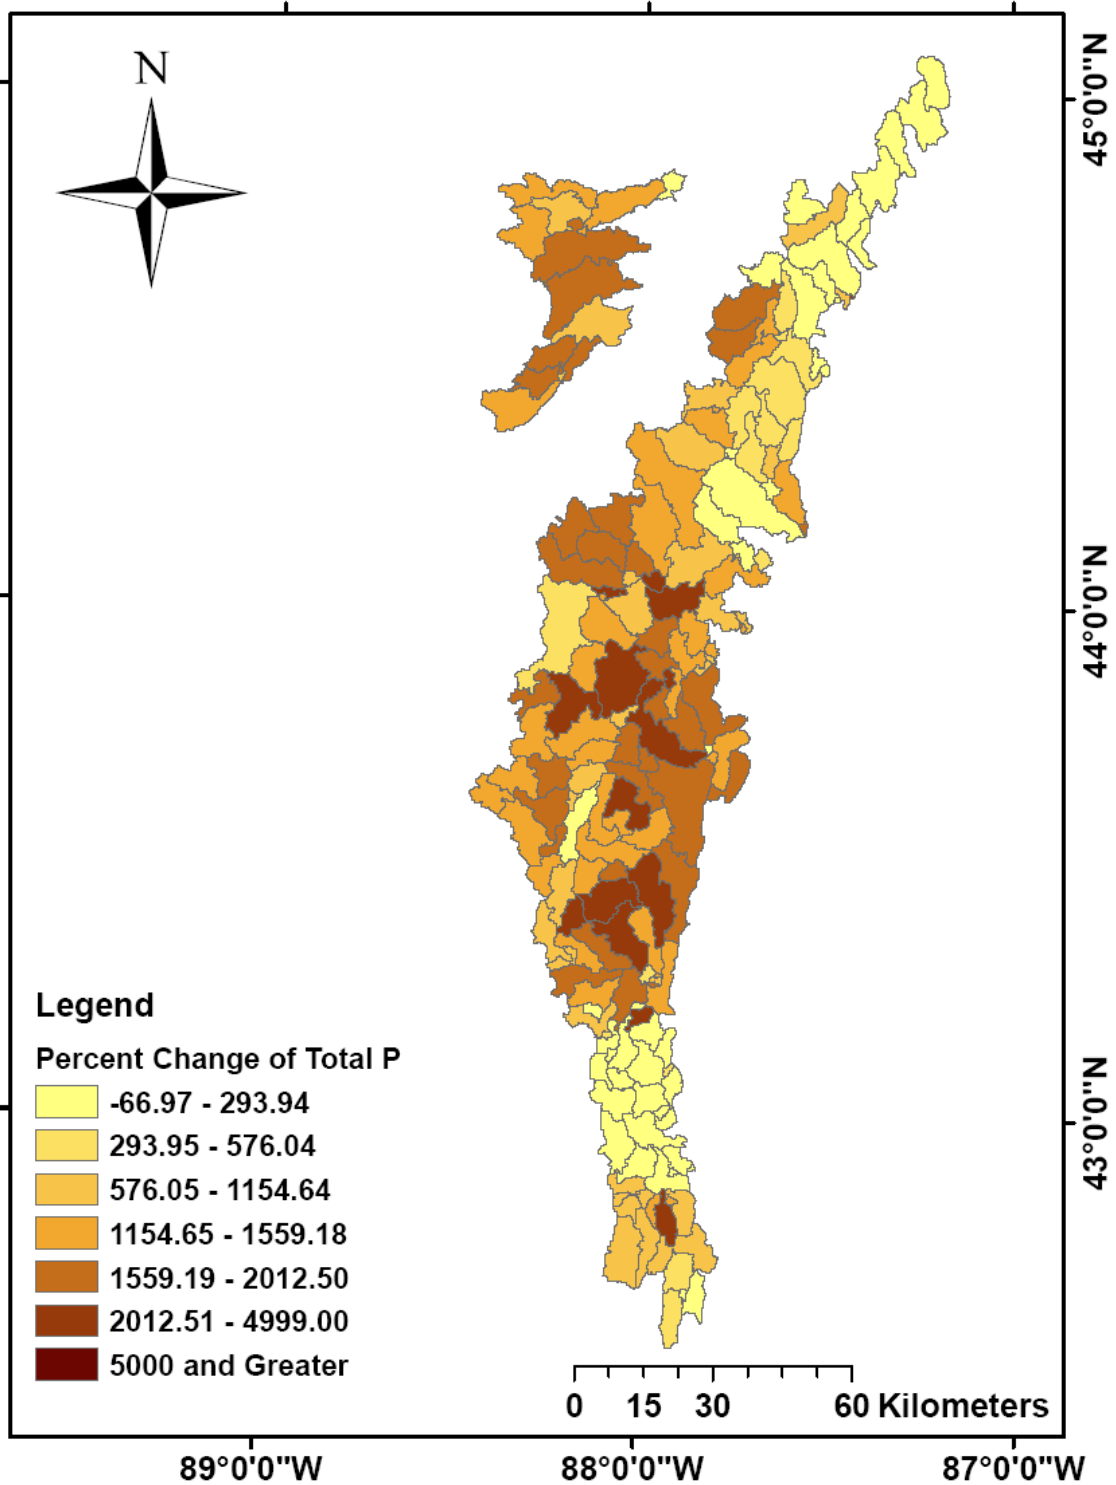 N
45°0'0"N
44°0'0"N
43°0'0"N
Legend
Percent Change of Total P
-66.97 - 293.94
293.95 - 576.04
576.05 - 1154.64
1154.65 - 1559.18
1559.19 - 2012.50
2012.51 - 4999.00
5000 and Greater
0 15 30 60 Kilometers
89°0'0"W 88°0'0"W 87°0'0"W